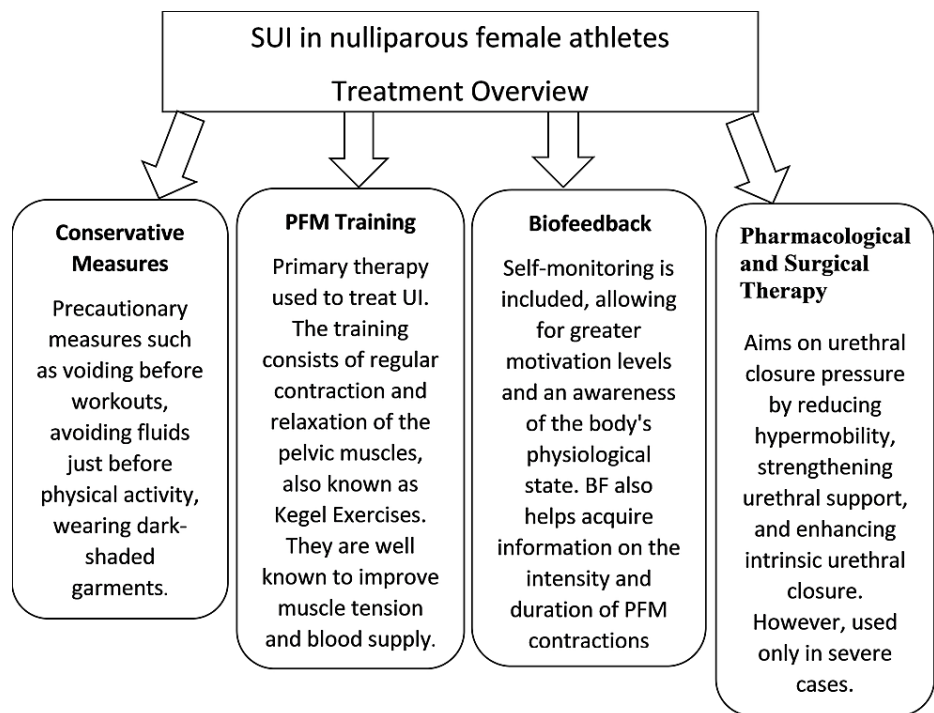 SUI in nulliparous female athletes
Treatment Overview
Conservative
Measures
Precautionary
measures such
as voiding before
workouts,
avoiding fluids
just before
physical activity,
wearing dark-
shaded
garments.
PFM Training
Primary therapy
used to treat UI.
The training
consists of regular
contraction and
relaxation of the
pelvic muscles,
also known as
Kegel Exercises.
They are well
known to improve
muscle tension
and blood supply.
Biofeedback
Self-monitoring is
included, allowing
for greater
motivation levels
and an awareness
of the body's
physiological
state. BF also
helps acquire
information on the
intensity and
duration of PFM
contractions
Pharmacological
and Surgical
Therapy
Aims on urethral
closure pressure
by reducing
hypermobility,
strengthening
urethral support,
and enhancing
intrinsic urethral
closure.
However, used
only in severe
cases.